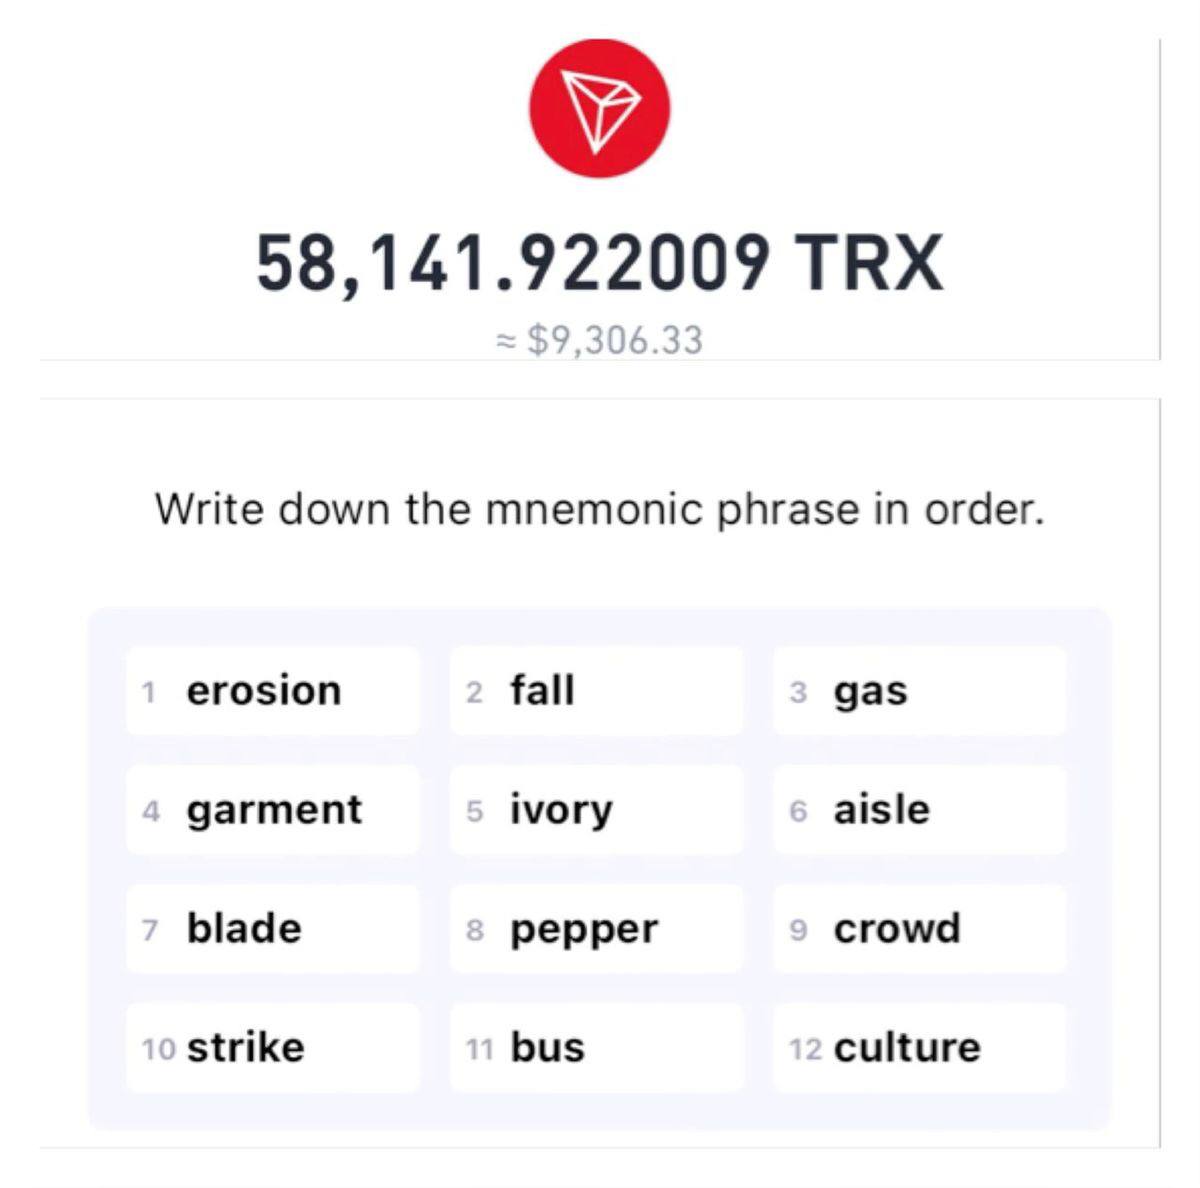 58,141.922009 TRX
≈ $9,306.33
Write down the mnemonic phrase in order.
1 erosion 2 fall 3 gas
4 garment 5 ivory 6 aisle
7 blade 8 pepper 9 crowd
10 strike 11 bus 12 culture